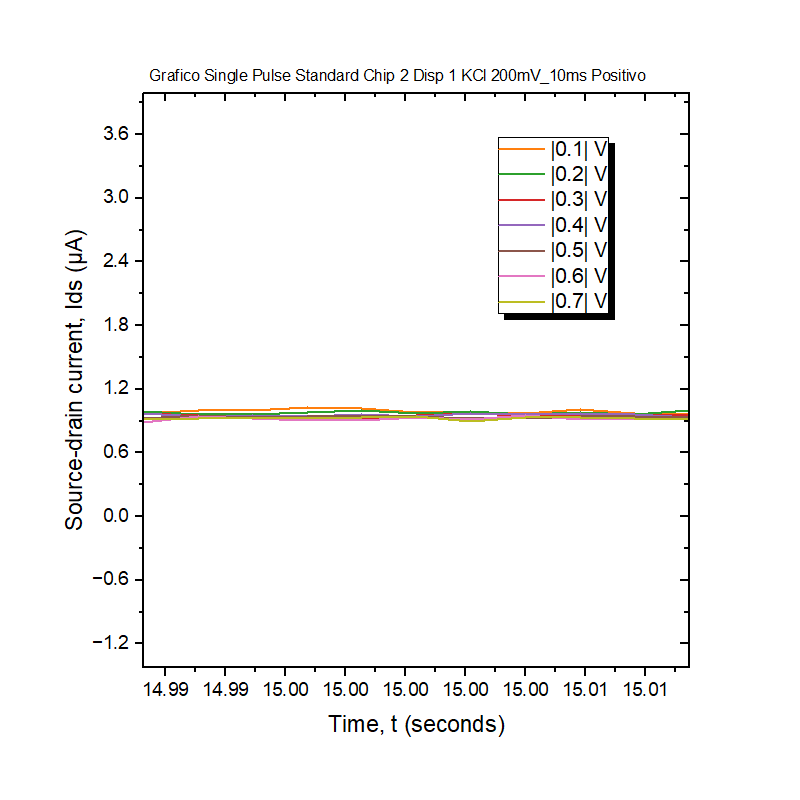 Grafico Single Pulse Standard Chip 2 Disp 1 KCl 200mV_10ms Positivo
3.6
3.0
2.4
1.8
1.2
0.6
0.0
−0.6
−1.2
Source-drain current, Ids (μA)
|0.1| V
|0.2| V
|0.3| V
|0.4| V
|0.5| V
|0.6| V
|0.7| V
14.99 14.99 15.00 15.00 15.00 15.00 15.00 15.01 15.01
Time, t (seconds)